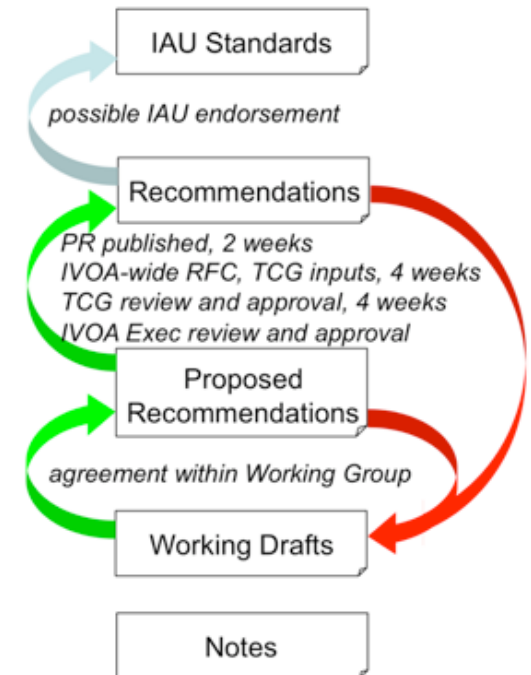 IAU Standards
possible IAU endorsement
Recommendations
PR published, 2 weeks
IVOA-wide RFC, TCG inputs, 4 weeks
TCG review and approval, 4 weeks
IVOA Exec review and approval
Proposed
Recommendations
agreement within Working Group
Working Drafts
Notes